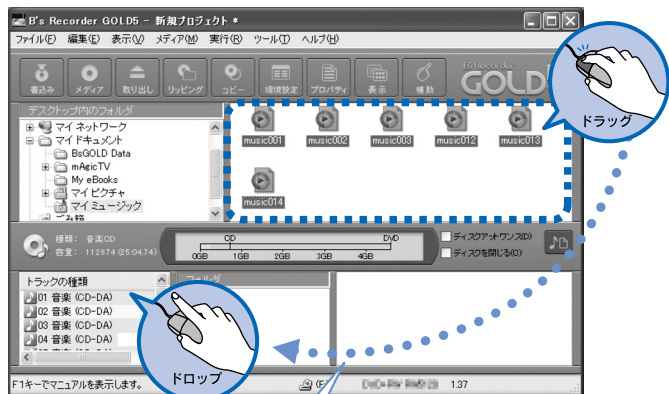 B's Recorder GOLD5 - 新規プロジェクト *
ファイル(F) 編集(E) 表示(V) メディア(M) 実行(R) ツール(T) ヘルプ(H)
書込み メディア 取り出し リッピング コピー 環境設定 プロパティ 表示 補助
B's Recorder
GOLD
デスクトップ内のフォルダ
マイ ネットワーク
マイ ドキュメント
BsGOLD Data
mAgicTV
My eBooks
マイ ピクチャ
マイ ミュージック
ごみ箱
music001 music002 music003 music012 music013
music014
ドラッグ
種類: 音楽CD
容量: 112874 (25:04.74)
CD DVD
0GB 1GB 2GB 3GB 4GB
ディスクアットワンス(D)
ディスクを閉じる(O)
トラックの種類
フォルダ
01 音楽 (CD-DA)
02 音楽 (CD-DA)
03 音楽 (CD-DA)
04 音楽 (CD-DA)
ドロップ
F1キーでマニュアルを表示します。
1.37